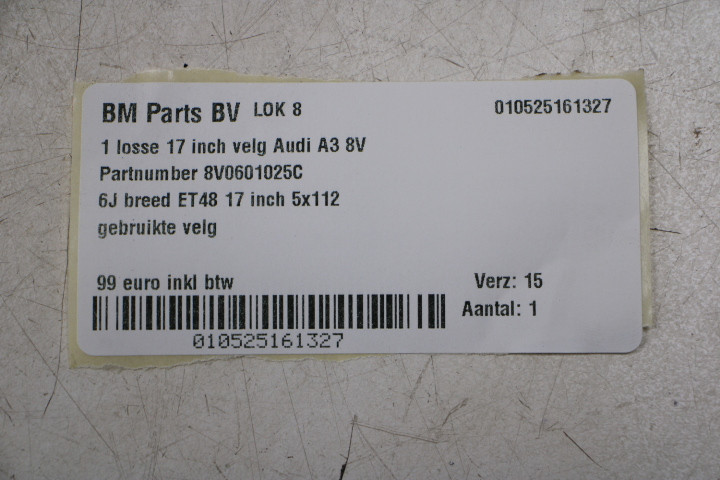 BM Parts BV LOK 8 010525161327
1 losse 17 inch velg Audi A3 8V
Partnumber 8V0601025C
6J breed ET48 17 inch 5x112
gebruikte velg
99 euro inkl btw Verz: 15
Aantal: 1
010525161327